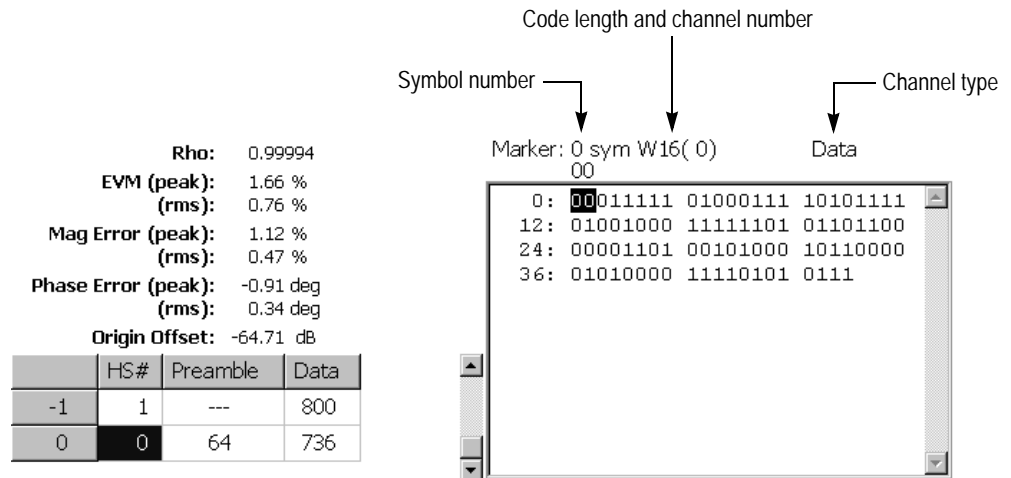 Code length and channel number
Symbol number
Channel type
Marker: 0 sym W16( 0) Data
00
Rho: 0.99994
EVM (peak): 1.66 %
(rms): 0.76 %
Mag Error (peak): 1.12 %
(rms): 0.47 %
Phase Error (peak): -0.91 deg
(rms): 0.34 deg
Origin Offset: -64.71 dB
HS# Preamble Data
-1 1 --- 800
0 0 64 736
0: 00011111 01000111 10101111
12: 01001000 11111101 01101100
24: 00001101 00101000 10110000
36: 01010000 11110101 0111